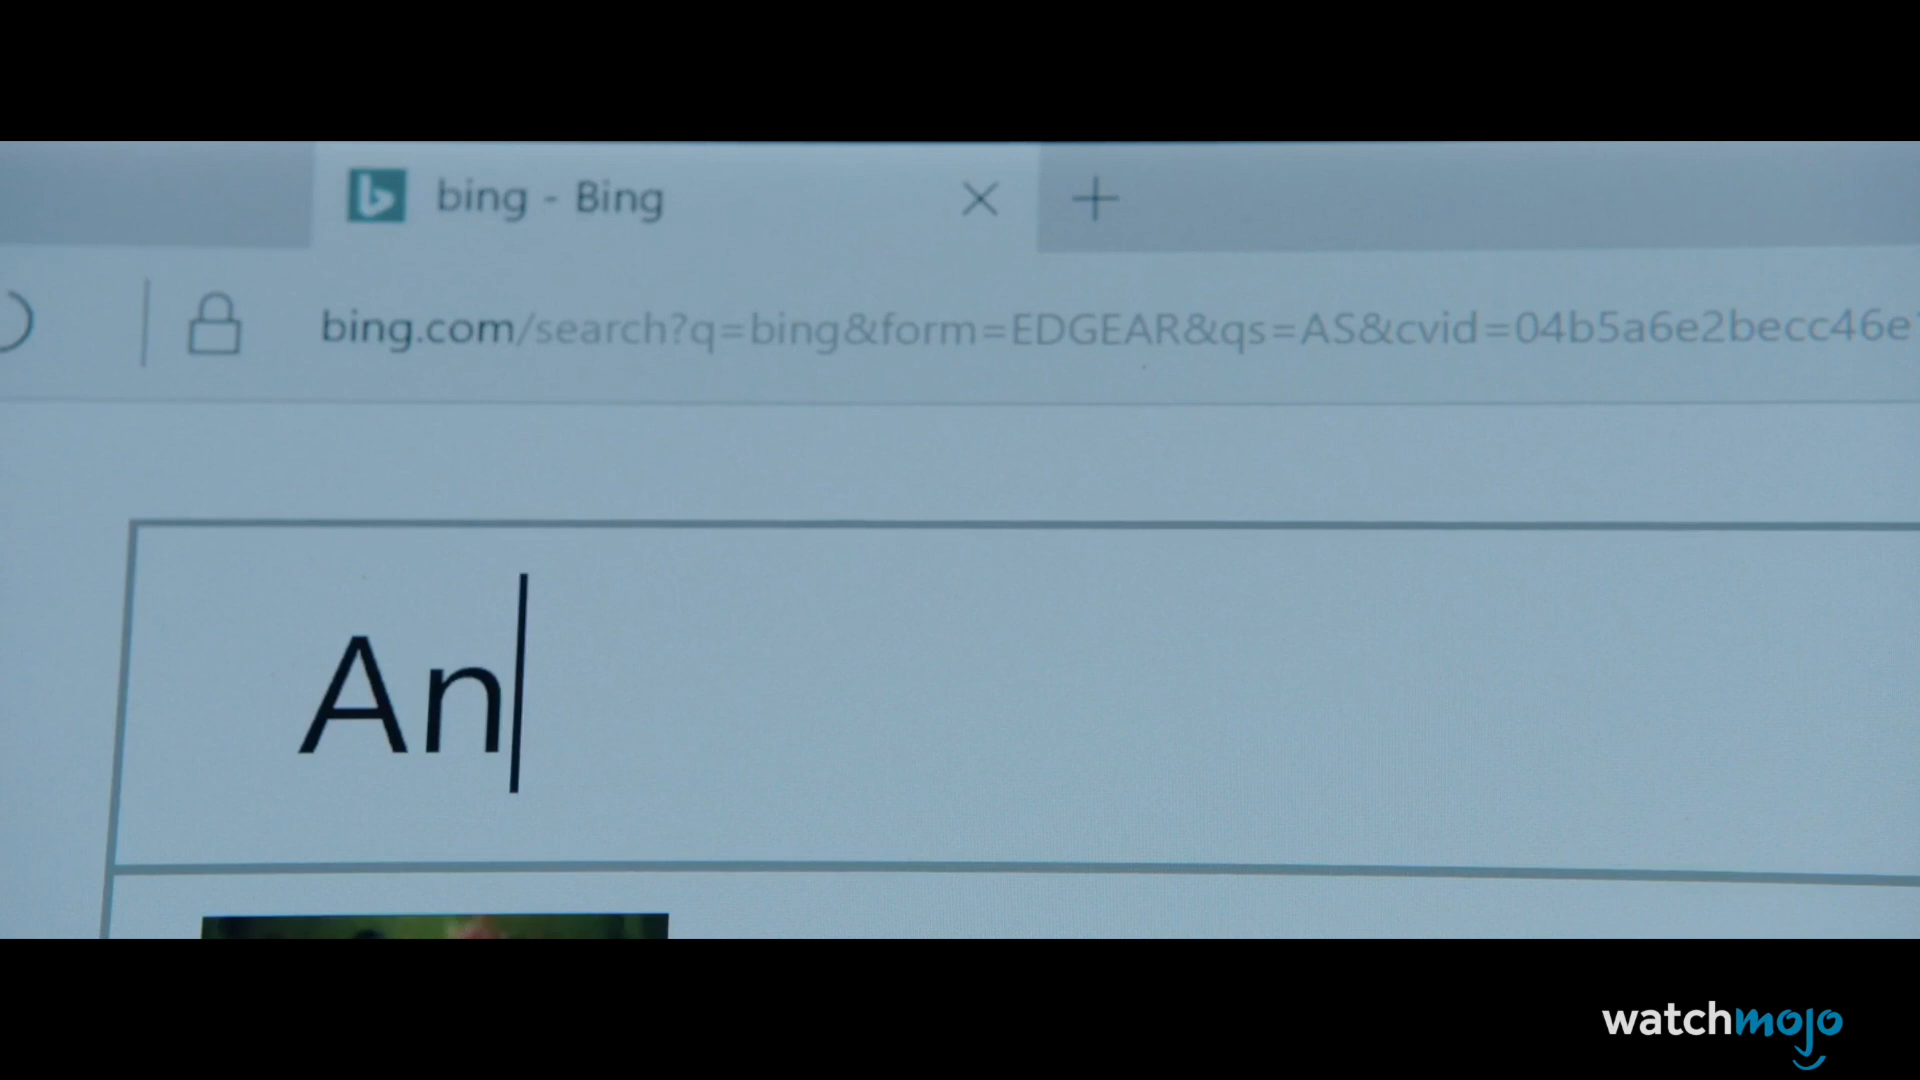 bing - Bing
bing.com/search?q=bing&form=EDGEAR&qs=AS&cvid=04b5a6e2becc46e
An
watchmojo